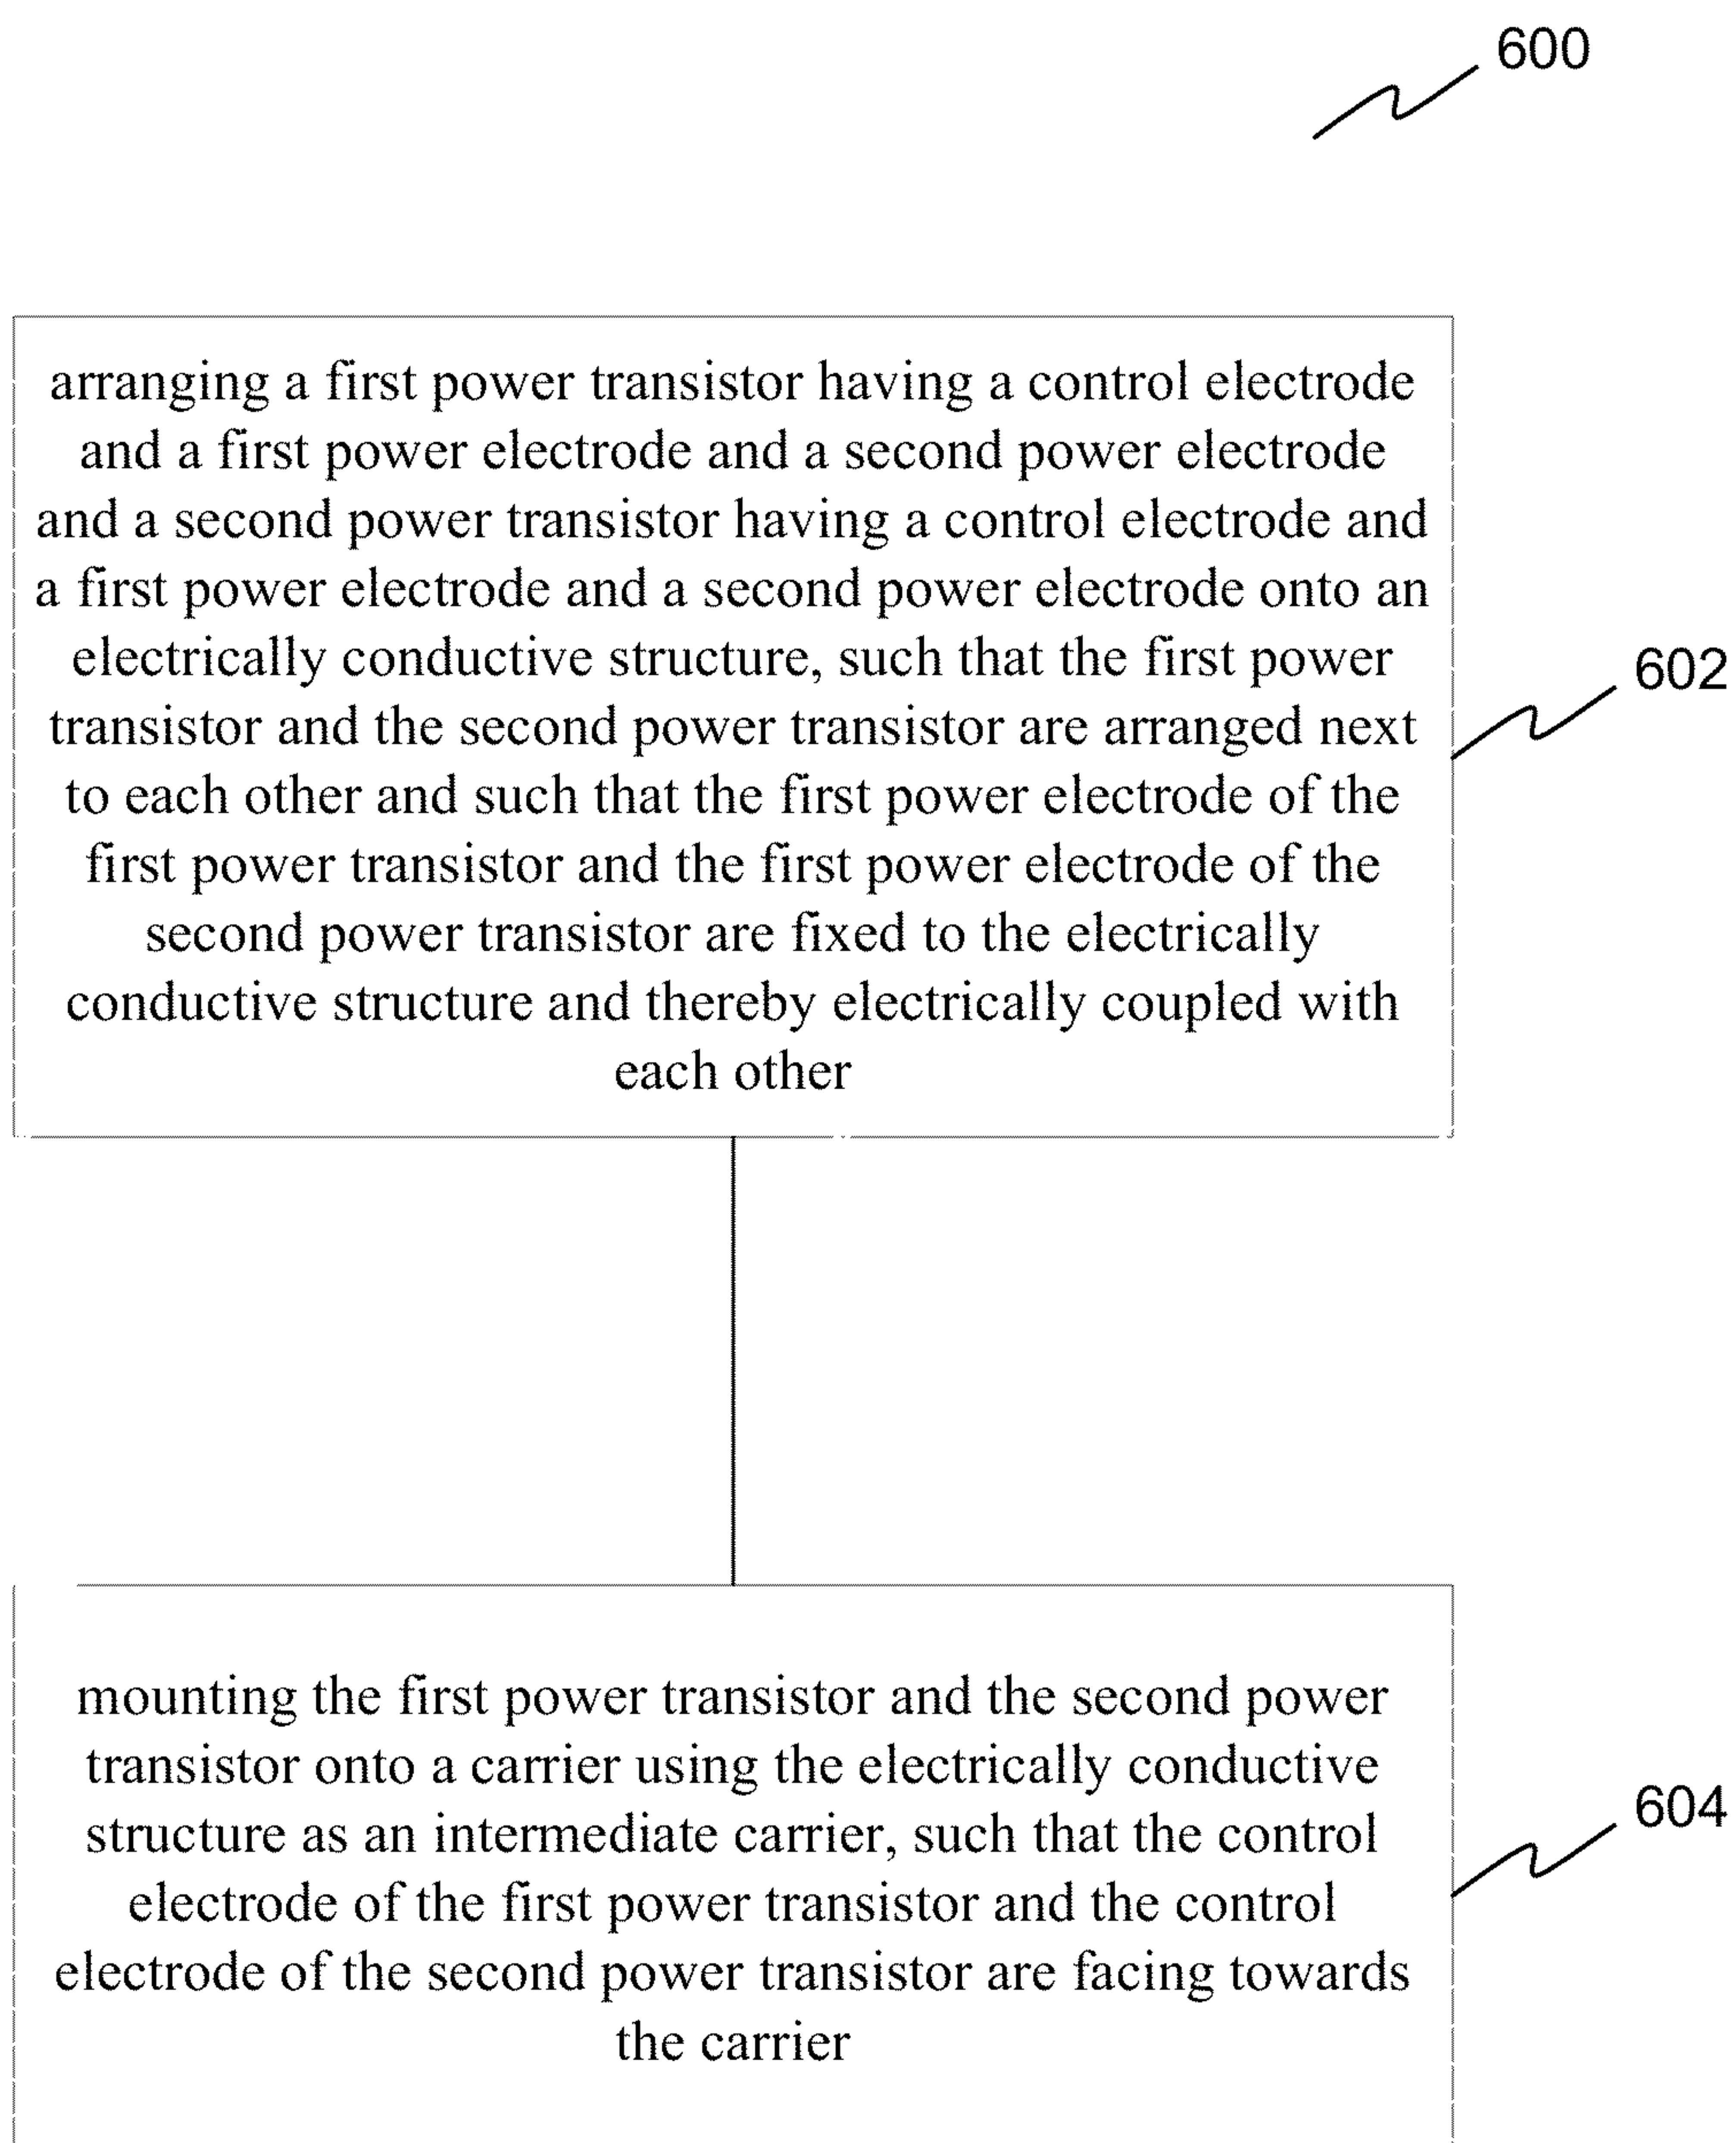 600
arranging a first power transistor having a control electrode
and a first power electrode and a second power electrode
and a second power transistor having a control electrode and
a first power electrode and a second power electrode onto an
electrically conductive structure, such that the first power
transistor and the second power transistor are arranged next
to each other and such that the first power electrode of the
first power transistor and the first power electrode of the
second power transistor are fixed to the electrically
conductive structure and thereby electrically coupled with
each other
602
mounting the first power transistor and the second power
transistor onto a carrier using the electrically conductive
structure as an intermediate carrier, such that the control
electrode of the first power transistor and the control
electrode of the second power transistor are facing towards
the carrier
604